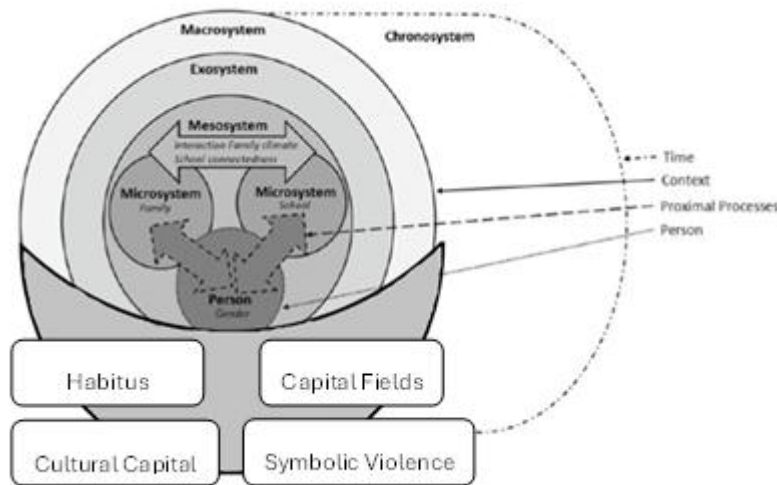 Macrosystem
Chronosystem
Exosystem
Mesosystem
Interaction Family climate
School connectedness
Microsystem
Family
Microsystem
School
Time
Context
Proximal Processes
Person
Person
Gender
Habitus
Capital Fields
Cultural Capital
Symbolic Violence